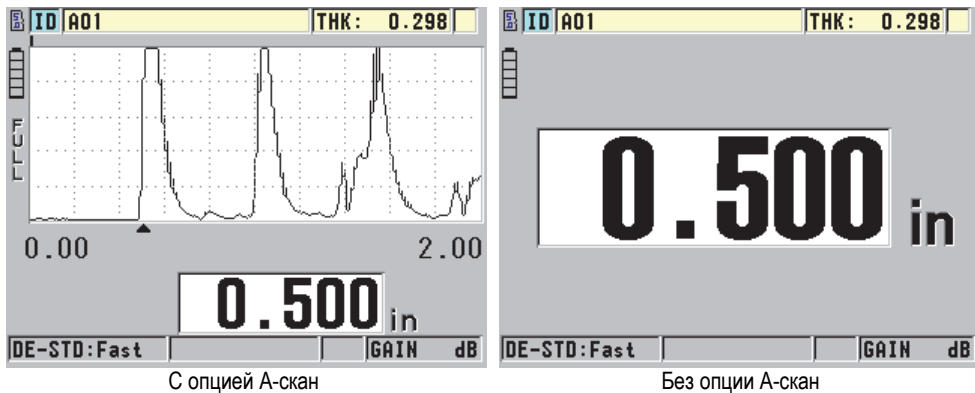 ID A01 THK: 0.298
FULL
0.00 2.00
0.500 in
DE-STD:Fast GAIN dB
С опцией А-скан
ID A01 THK: 0.298
0.500 in
DE-STD:Fast GAIN dB
Без опции А-скан